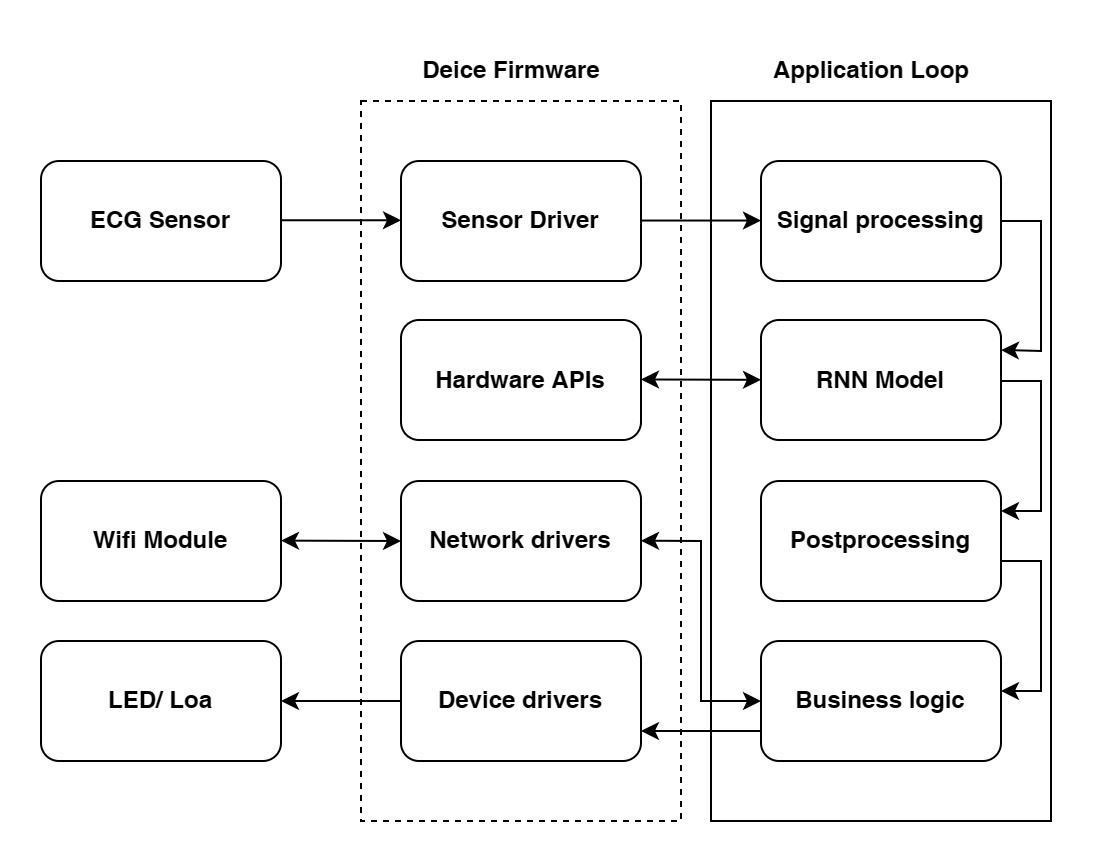 Deice Firmware
Application Loop
ECG Sensor
Sensor Driver
Signal processing
Hardware APIs
RNN Model
Wifi Module
Network drivers
Postprocessing
LED/ Loa
Device drivers
Business logic